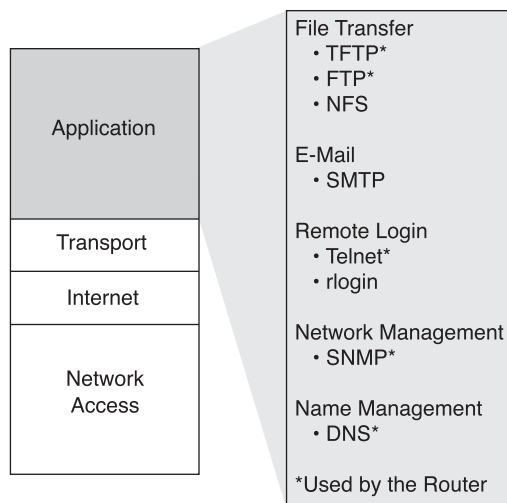 Application
Transport
Internet
Network
Access
File Transfer
• TFTP*
• FTP*
• NFS
E-Mail
• SMTP
Remote Login
• Telnet*
• rlogin
Network Management
• SNMP*
Name Management
• DNS*
*Used by the Router